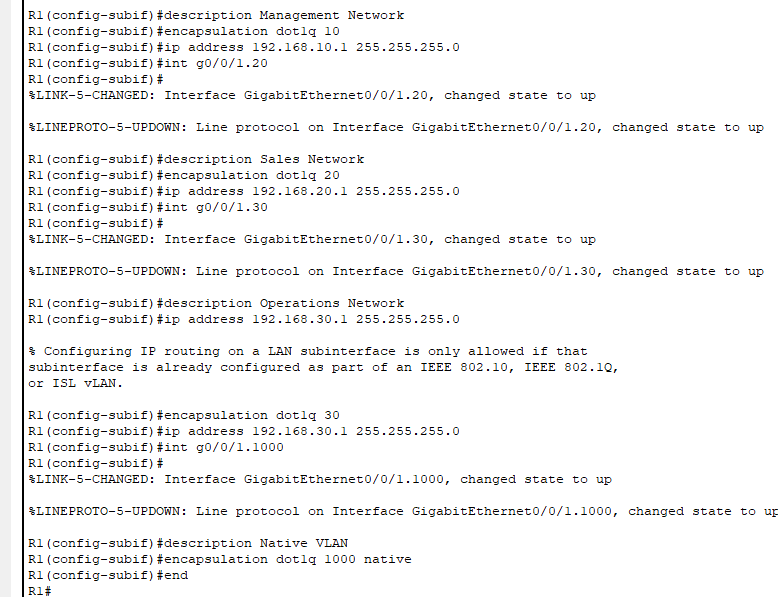 R1(config-subif)#description Management Network
R1(config-subif)#encapsulation dot1q 10
R1(config-subif)#ip address 192.168.10.1 255.255.255.0
R1(config-subif)#int g0/0/1.20
R1(config-subif)#
%LINK-5-CHANGED: Interface GigabitEthernet0/0/1.20, changed state to up
%LINEPROTO-5-UPDOWN: Line protocol on Interface GigabitEthernet0/0/1.20, changed state to up
R1(config-subif)#description Sales Network
R1(config-subif)#encapsulation dot1q 20
R1(config-subif)#ip address 192.168.20.1 255.255.255.0
R1(config-subif)#int g0/0/1.30
R1(config-subif)#
%LINK-5-CHANGED: Interface GigabitEthernet0/0/1.30, changed state to up
%LINEPROTO-5-UPDOWN: Line protocol on Interface GigabitEthernet0/0/1.30, changed state to up
R1(config-subif)#description Operations Network
R1(config-subif)#ip address 192.168.30.1 255.255.255.0
% Configuring IP routing on a LAN subinterface is only allowed if that
subinterface is already configured as part of an IEEE 802.10, IEEE 802.1Q,
or ISL vLAN.
R1(config-subif)#encapsulation dot1q 30
R1(config-subif)#ip address 192.168.30.1 255.255.255.0
R1(config-subif)#int g0/0/1.1000
R1(config-subif)#
%LINK-5-CHANGED: Interface GigabitEthernet0/0/1.1000, changed state to up
%LINEPROTO-5-UPDOWN: Line protocol on Interface GigabitEthernet0/0/1.1000, changed state to up
R1(config-subif)#description Native VLAN
R1(config-subif)#encapsulation dot1q 1000 native
R1(config-subif)#end
R1#